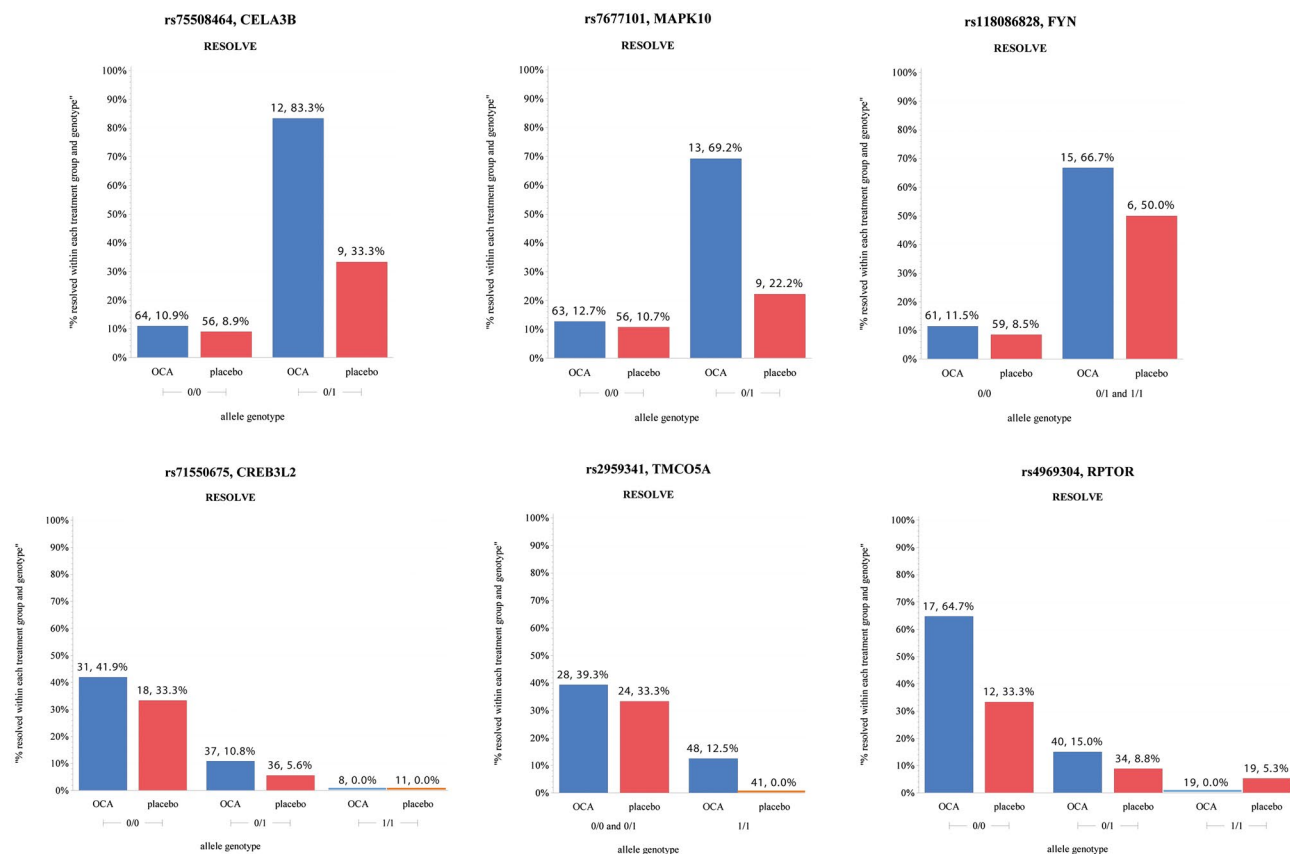 rs75508464, CELA3B
RESOLVE
"% resolved within each treatment group and genotype"
100%
90%
80%
70%
60%
50%
40%
30%
20%
10%
0%
64, 10.9%
56, 8.9%
12, 83.3%
9, 33.3%
OCA placebo OCA placebo
0/0 0/1
allele genotype
rs7677101, MAPK10
RESOLVE
"% resolved within each treatment group and genotype"
100%
90%
80%
70%
60%
50%
40%
30%
20%
10%
0%
63, 12.7%
56, 10.7%
13, 69.2%
9, 22.2%
OCA placebo OCA placebo
0/0 0/1
allele genotype
rs118086828, FYN
RESOLVE
"% resolved within each treatment group and genotype"
100%
90%
80%
70%
60%
50%
40%
30%
20%
10%
0%
61, 11.5%
59, 8.5%
15, 66.7%
6, 50.0%
OCA placebo OCA placebo
0/0 0/1 and 1/1
allele genotype
rs71550675, CREB3L2
RESOLVE
"% resolved within each treatment group and genotype"
100%
90%
80%
70%
60%
50%
40%
30%
20%
10%
0%
31, 41.9%
18, 33.3%
37, 10.8%
36, 5.6%
8, 0.0%
11, 0.0%
OCA placebo OCA placebo OCA placebo
0/0 0/1 1/1
allele genotype
rs2959341, TMCO5A
RESOLVE
"% resolved within each treatment group and genotype"
100%
90%
80%
70%
60%
50%
40%
30%
20%
10%
0%
28, 39.3%
24, 33.3%
48, 12.5%
41, 0.0%
OCA placebo OCA placebo
0/0 and 0/1 1/1
allele genotype
rs4969304, RPTOR
RESOLVE
"% resolved within each treatment group and genotype"
100%
90%
80%
70%
60%
50%
40%
30%
20%
10%
0%
17, 64.7%
12, 33.3%
40, 15.0%
34, 8.8%
19, 0.0%
19, 5.3%
OCA placebo OCA placebo OCA placebo
0/0 0/1 1/1
allele genotype